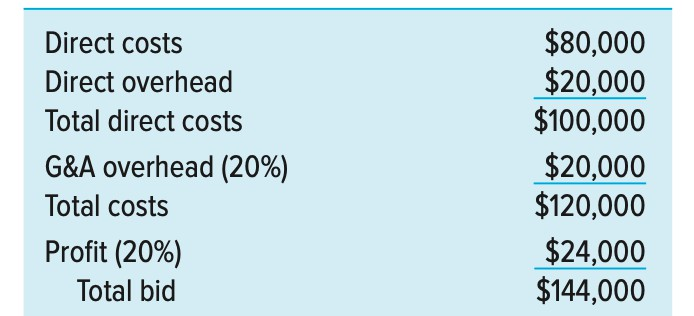 Direct costs $80,000
Direct overhead $20,000
Total direct costs $100,000
G&A overhead (20%) $20,000
Total costs $120,000
Profit (20%) $24,000
Total bid $144,000